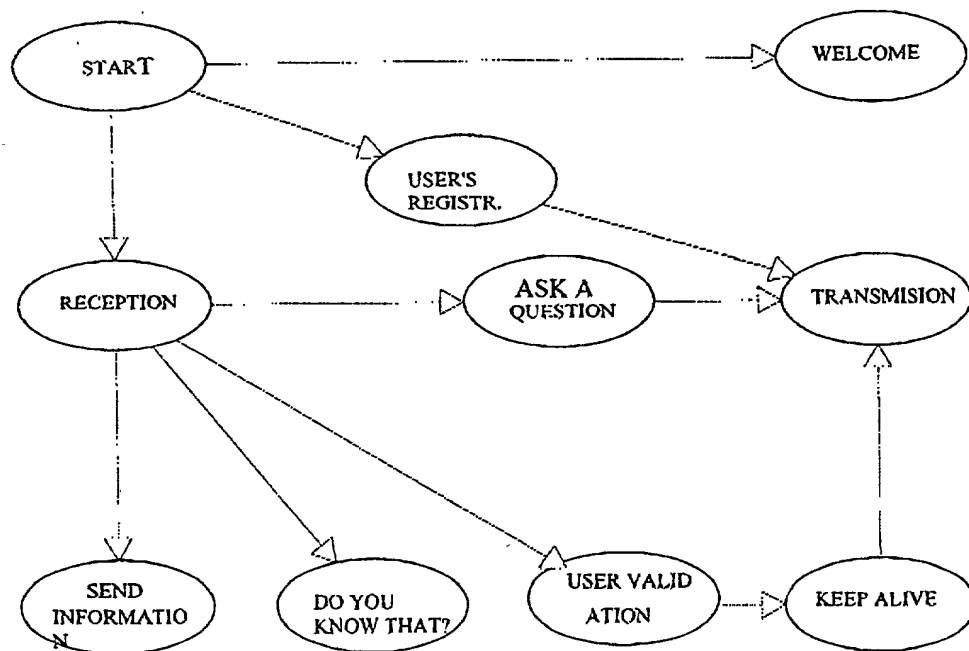 START
WELCOME
USER'S
REGISTR.
RECEPTION
ASK A
QUESTION
TRANSMISION
SEND
INFORMATIO
N
DO YOU
KNOW THAT?
USER VALID
ATION
KEEP ALIVE